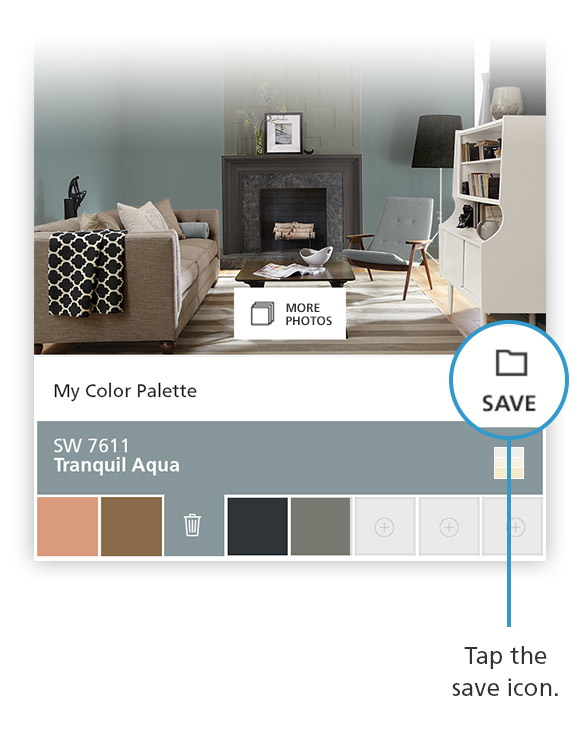 MORE
PHOTOS
My Color Palette
SAVE
SW 7611
Tranquil Aqua
Tap the
save icon.